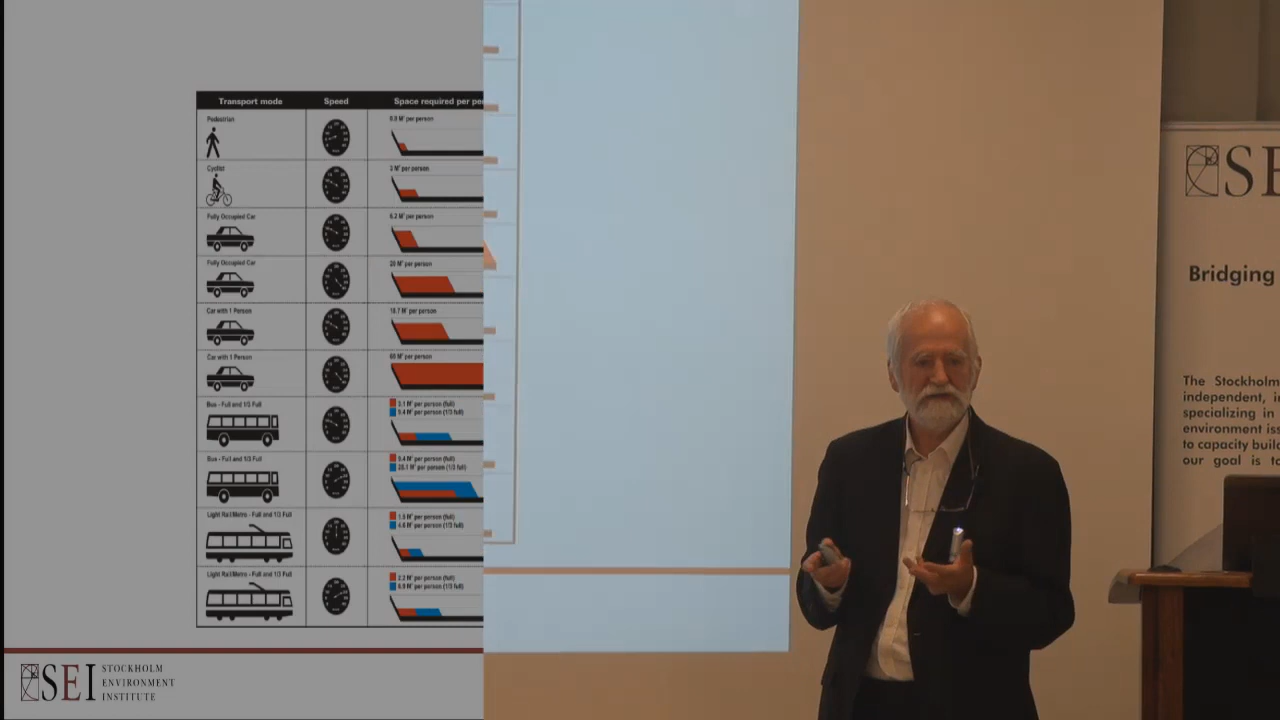 Transport mode Speed Space required per pe
Pedestrian
0.9 M² per person
Cyclist
3 M² per person
Fully Occupied Car
6.2 M² per person
Fully Occupied Car
20 M² per person
Car with 1 Person
18.7 M² per person
Car with 1 Person
60 M² per person
Bus - Full and 1/3 Full
3.1 M² per person (full)
9.4 M² per person (1/3 full)
Bus - Full and 1/3 Full
9.4 M² per person (full)
28.1 M² per person (1/3 full)
Light Rail/Metro - Full and 1/3 Full
1.5 M² per person (full)
4.6 M² per person (1/3 full)
Light Rail/Metro - Full and 1/3 Full
2.2 M² per person (full)
6.9 M² per person (1/3 full)
SEI STOCKHOLM
ENVIRONMENT
INSTITUTE
SE
Bridging
The Stockholm
independent, i
specializing in
environment iss
to capacity buil
our goal is to